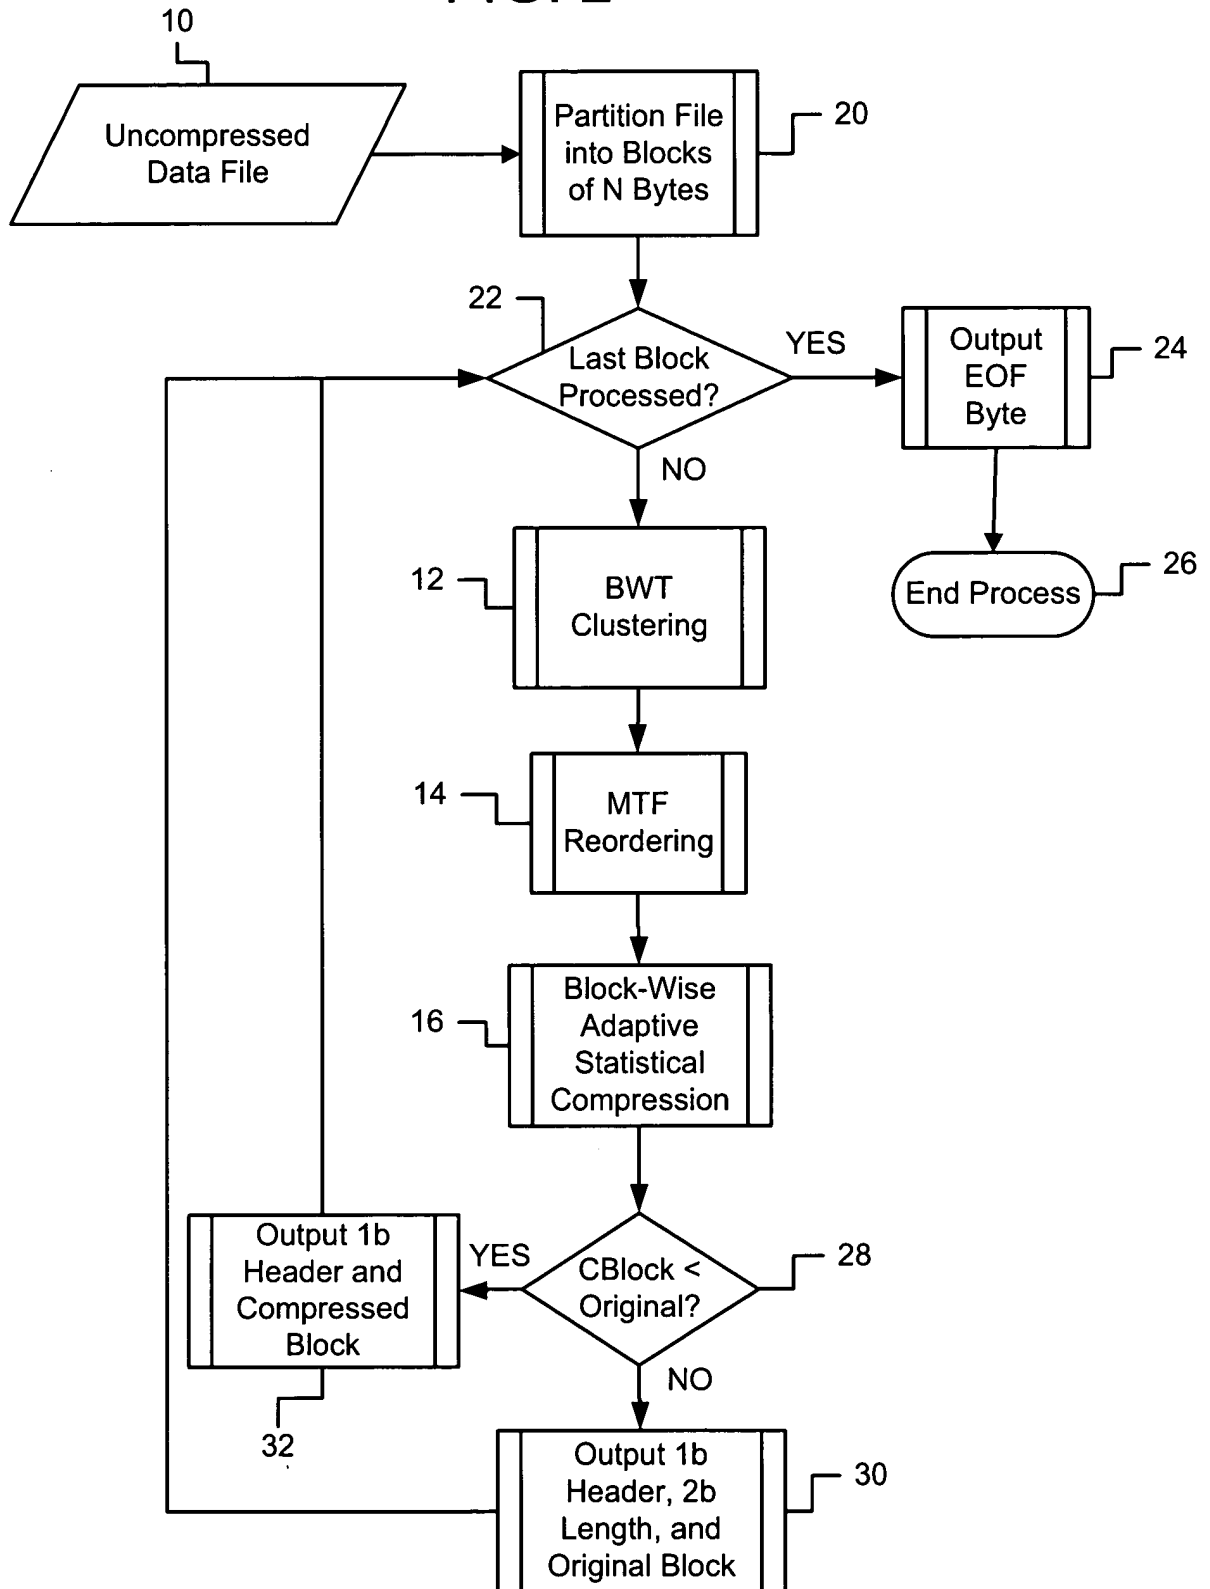 10
Uncompressed
Data File
Partition File
into Blocks
of N Bytes
20
22
Last Block
Processed?
YES
Output
EOF
Byte
24
NO
End Process
26
12
BWT
Clustering
14
MTF
Reordering
16
Block-Wise
Adaptive
Statistical
Compression
Output 1b
Header and
Compressed
Block
YES
CBlock <
Original?
28
NO
32
Output 1b
Header, 2b
Length, and
Original Block
30